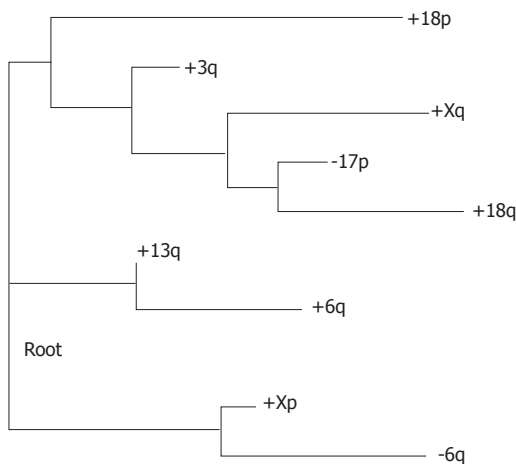 +18p
+3q
+Xq
-17p
+18q
+13q
+6q
Root
+Xp
-6q